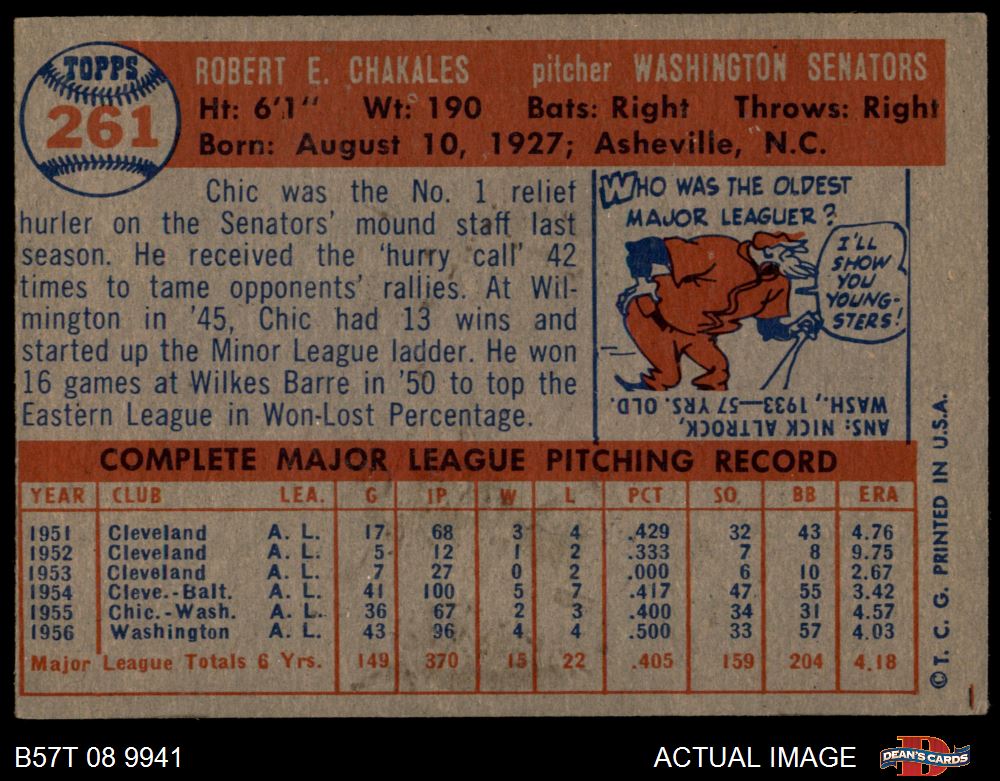 TOPPS
261
ROBERT E. CHAKALES pitcher WASHINGTON SENATORS
Ht: 6'1" Wt: 190 Bats: Right Throws: Right
Born: August 10, 1927; Asheville, N.C.
Chic was the No. 1 relief
hurler on the Senators' mound staff last
season. He received the 'hurry call' 42
times to tame opponents' rallies. At Wil-
mington in '45, Chic had 13 wins and
started up the Minor League ladder. He won
16 games at Wilkes Barre in '50 to top the
Eastern League in Won-Lost Percentage.
WHO WAS THE OLDEST
MAJOR LEAGUER?
I'LL
SHOW
YOU
YOUNG-
STERS!
ANS: NICK ALTROCK,
WASH., 1933—57 YRS. OLD.
COMPLETE MAJOR LEAGUE PITCHING RECORD
YEAR CLUB LEA. G IP W L PCT SO BB ERA
1951 Cleveland A. L. 17 68 3 4 .429 32 43 4.76
1952 Cleveland A. L. 5 12 1 2 .333 7 8 9.75
1953 Cleveland A. L. 7 27 0 2 .000 6 10 2.67
1954 Cleve.-Balt. A. L. 41 100 5 7 .417 47 55 3.42
1955 Chic.-Wash. A. L. 36 67 2 3 .400 34 31 4.57
1956 Washington A. L. 43 96 4 4 .500 33 57 4.03
Major League Totals 6 Yrs. 149 370 15 22 .405 159 204 4.18
© T. C. G. PRINTED IN U.S.A.
B57T 08 9941
ACTUAL IMAGE
DEAN'S CARDS